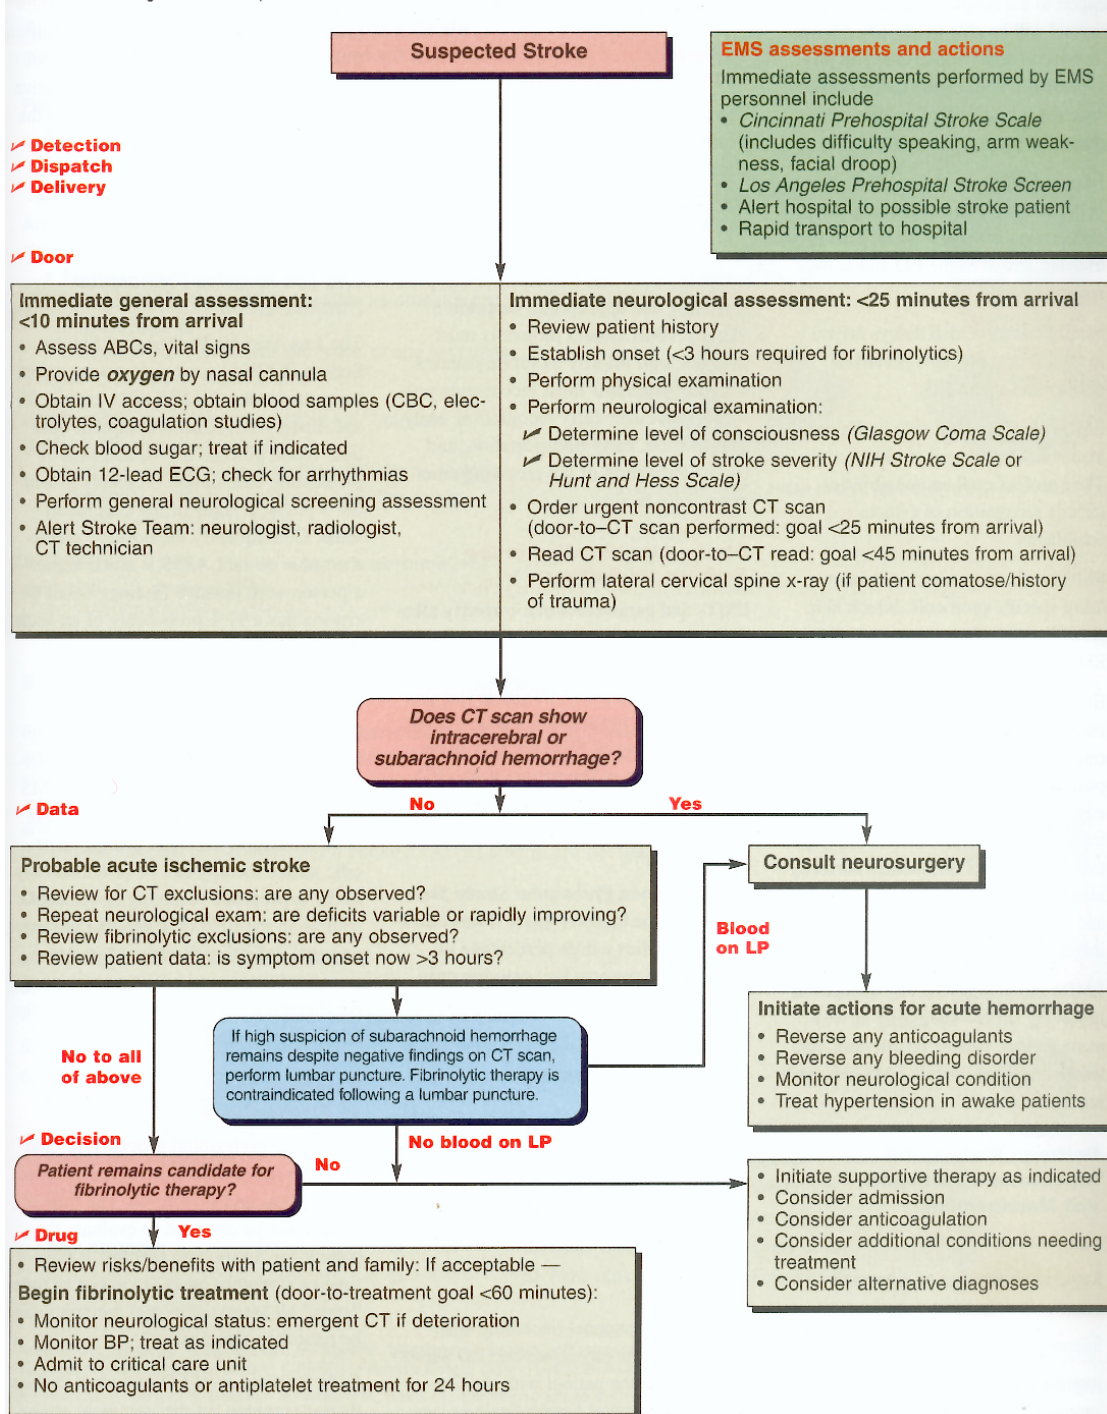 Suspected Stroke
EMS assessments and actions
Immediate assessments performed by EMS
personnel include
• Cincinnati Prehospital Stroke Scale
(includes difficulty speaking, arm weak-
ness, facial droop)
• Los Angeles Prehospital Stroke Screen
• Alert hospital to possible stroke patient
• Rapid transport to hospital
Detection
Dispatch
Delivery
Door
Immediate general assessment:
<10 minutes from arrival
• Assess ABCs, vital signs
• Provide oxygen by nasal cannula
• Obtain IV access; obtain blood samples (CBC, elec-
trolytes, coagulation studies)
• Check blood sugar; treat if indicated
• Obtain 12-lead ECG; check for arrhythmias
• Perform general neurological screening assessment
• Alert Stroke Team: neurologist, radiologist,
CT technician
Immediate neurological assessment: <25 minutes from arrival
• Review patient history
• Establish onset (<3 hours required for fibrinolytics)
• Perform physical examination
• Perform neurological examination:
Determine level of consciousness (Glasgow Coma Scale)
Determine level of stroke severity (NIH Stroke Scale or
Hunt and Hess Scale)
• Order urgent noncontrast CT scan
(door-to–CT scan performed: goal <25 minutes from arrival)
• Read CT scan (door-to–CT read: goal <45 minutes from arrival)
• Perform lateral cervical spine x-ray (if patient comatose/history
of trauma)
Does CT scan show
intracerebral or
subarachnoid hemorrhage?
Data
No
Yes
Probable acute ischemic stroke
• Review for CT exclusions: are any observed?
• Repeat neurological exam: are deficits variable or rapidly improving?
• Review fibrinolytic exclusions: are any observed?
• Review patient data: is symptom onset now >3 hours?
Consult neurosurgery
Blood
on LP
Initiate actions for acute hemorrhage
• Reverse any anticoagulants
• Reverse any bleeding disorder
• Monitor neurological condition
• Treat hypertension in awake patients
No to all
of above
If high suspicion of subarachnoid hemorrhage
remains despite negative findings on CT scan,
perform lumbar puncture. Fibrinolytic therapy is
contraindicated following a lumbar puncture.
Decision
No blood on LP
Patient remains candidate for
fibrinolytic therapy?
No
• Initiate supportive therapy as indicated
• Consider admission
• Consider anticoagulation
• Consider additional conditions needing
treatment
• Consider alternative diagnoses
Drug
Yes
• Review risks/benefits with patient and family: If acceptable —
Begin fibrinolytic treatment (door-to-treatment goal <60 minutes):
• Monitor neurological status: emergent CT if deterioration
• Monitor BP; treat as indicated
• Admit to critical care unit
• No anticoagulants or antiplatelet treatment for 24 hours